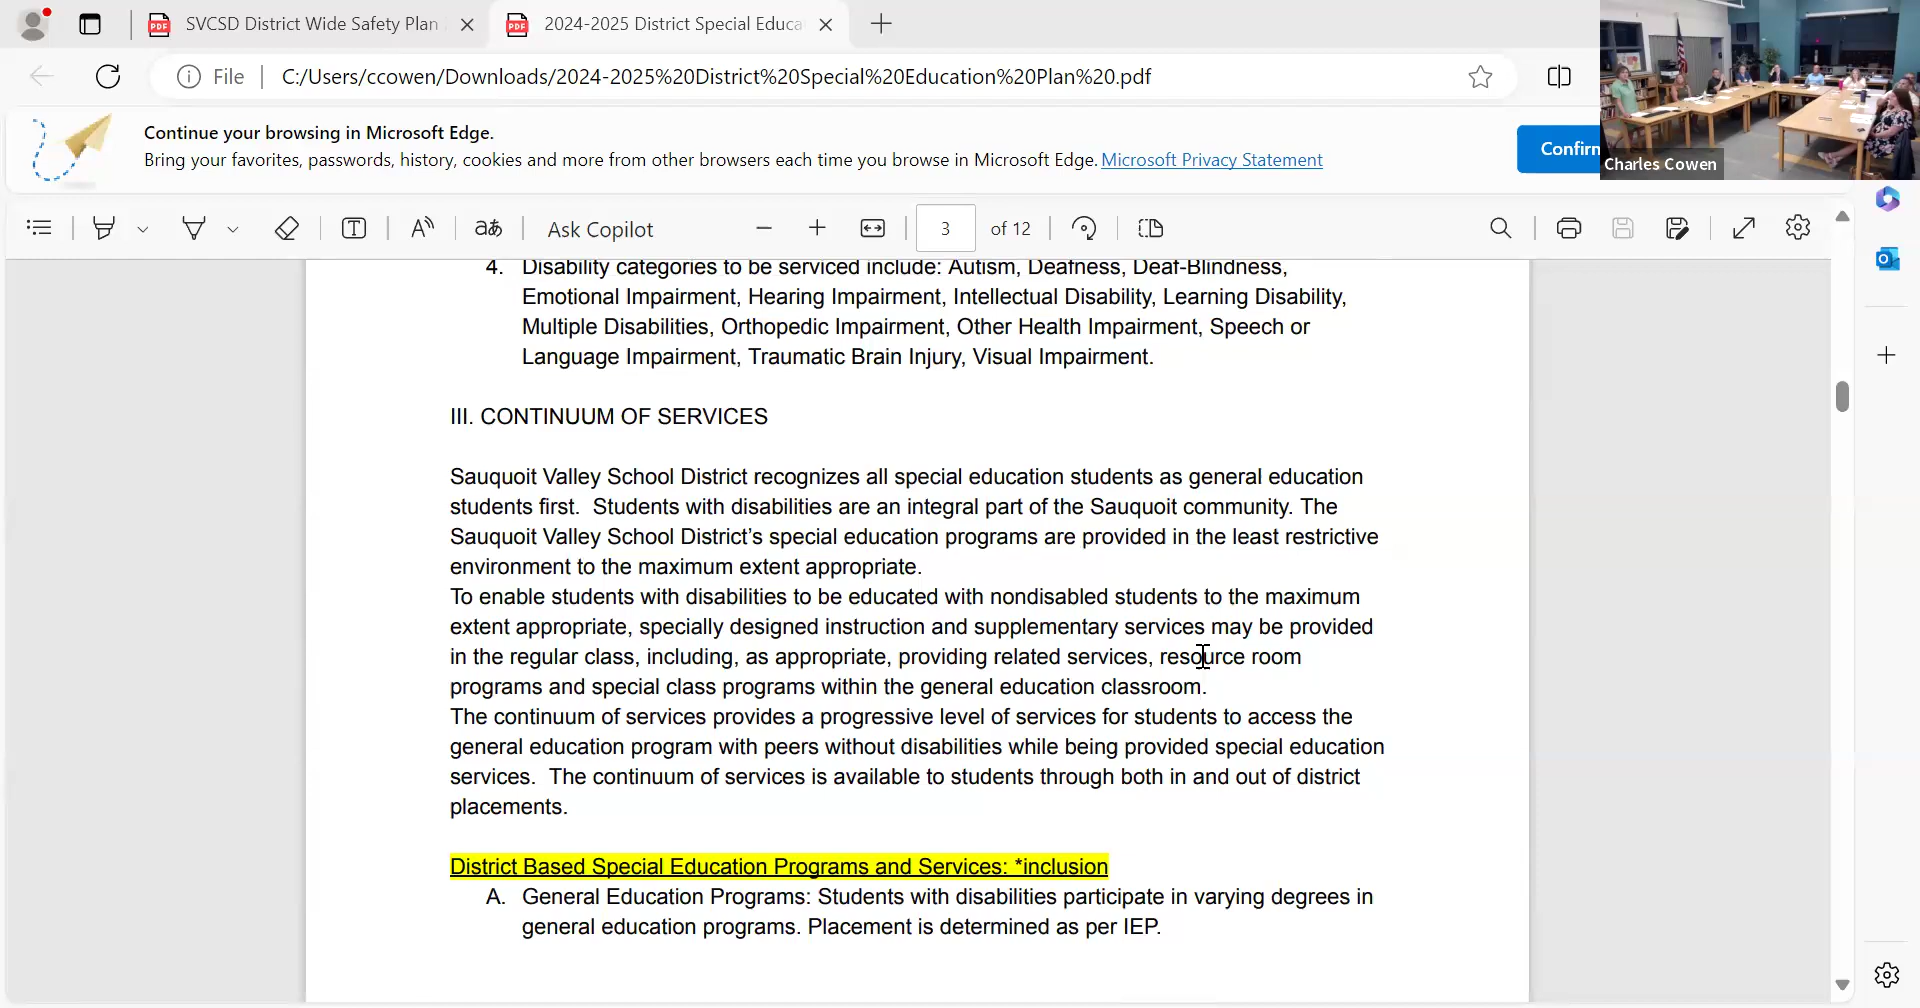 SVCSD District Wide Safety Plan
2024-2025 District Special Educa
File
C:/Users/ccowen/Downloads/2024-2025%20District%20Special%20Education%20Plan%20.pdf
Continue your browsing in Microsoft Edge.
Bring your favorites, passwords, history, cookies and more from other browsers each time you browse in Microsoft Edge. Microsoft Privacy Statement
Confirm
Charles Cowen
Ask Copilot
3 of 12
4. Disability categories to be serviced include: Autism, Deafness, Deaf-Blindness,
Emotional Impairment, Hearing Impairment, Intellectual Disability, Learning Disability,
Multiple Disabilities, Orthopedic Impairment, Other Health Impairment, Speech or
Language Impairment, Traumatic Brain Injury, Visual Impairment.
III. CONTINUUM OF SERVICES
Sauquoit Valley School District recognizes all special education students as general education
students first.  Students with disabilities are an integral part of the Sauquoit community. The
Sauquoit Valley School District's special education programs are provided in the least restrictive
environment to the maximum extent appropriate.
To enable students with disabilities to be educated with nondisabled students to the maximum
extent appropriate, specially designed instruction and supplementary services may be provided
in the regular class, including, as appropriate, providing related services, resource room
programs and special class programs within the general education classroom.
The continuum of services provides a progressive level of services for students to access the
general education program with peers without disabilities while being provided special education
services.  The continuum of services is available to students through both in and out of district
placements.
District Based Special Education Programs and Services: *inclusion
A. General Education Programs: Students with disabilities participate in varying degrees in
general education programs. Placement is determined as per IEP.